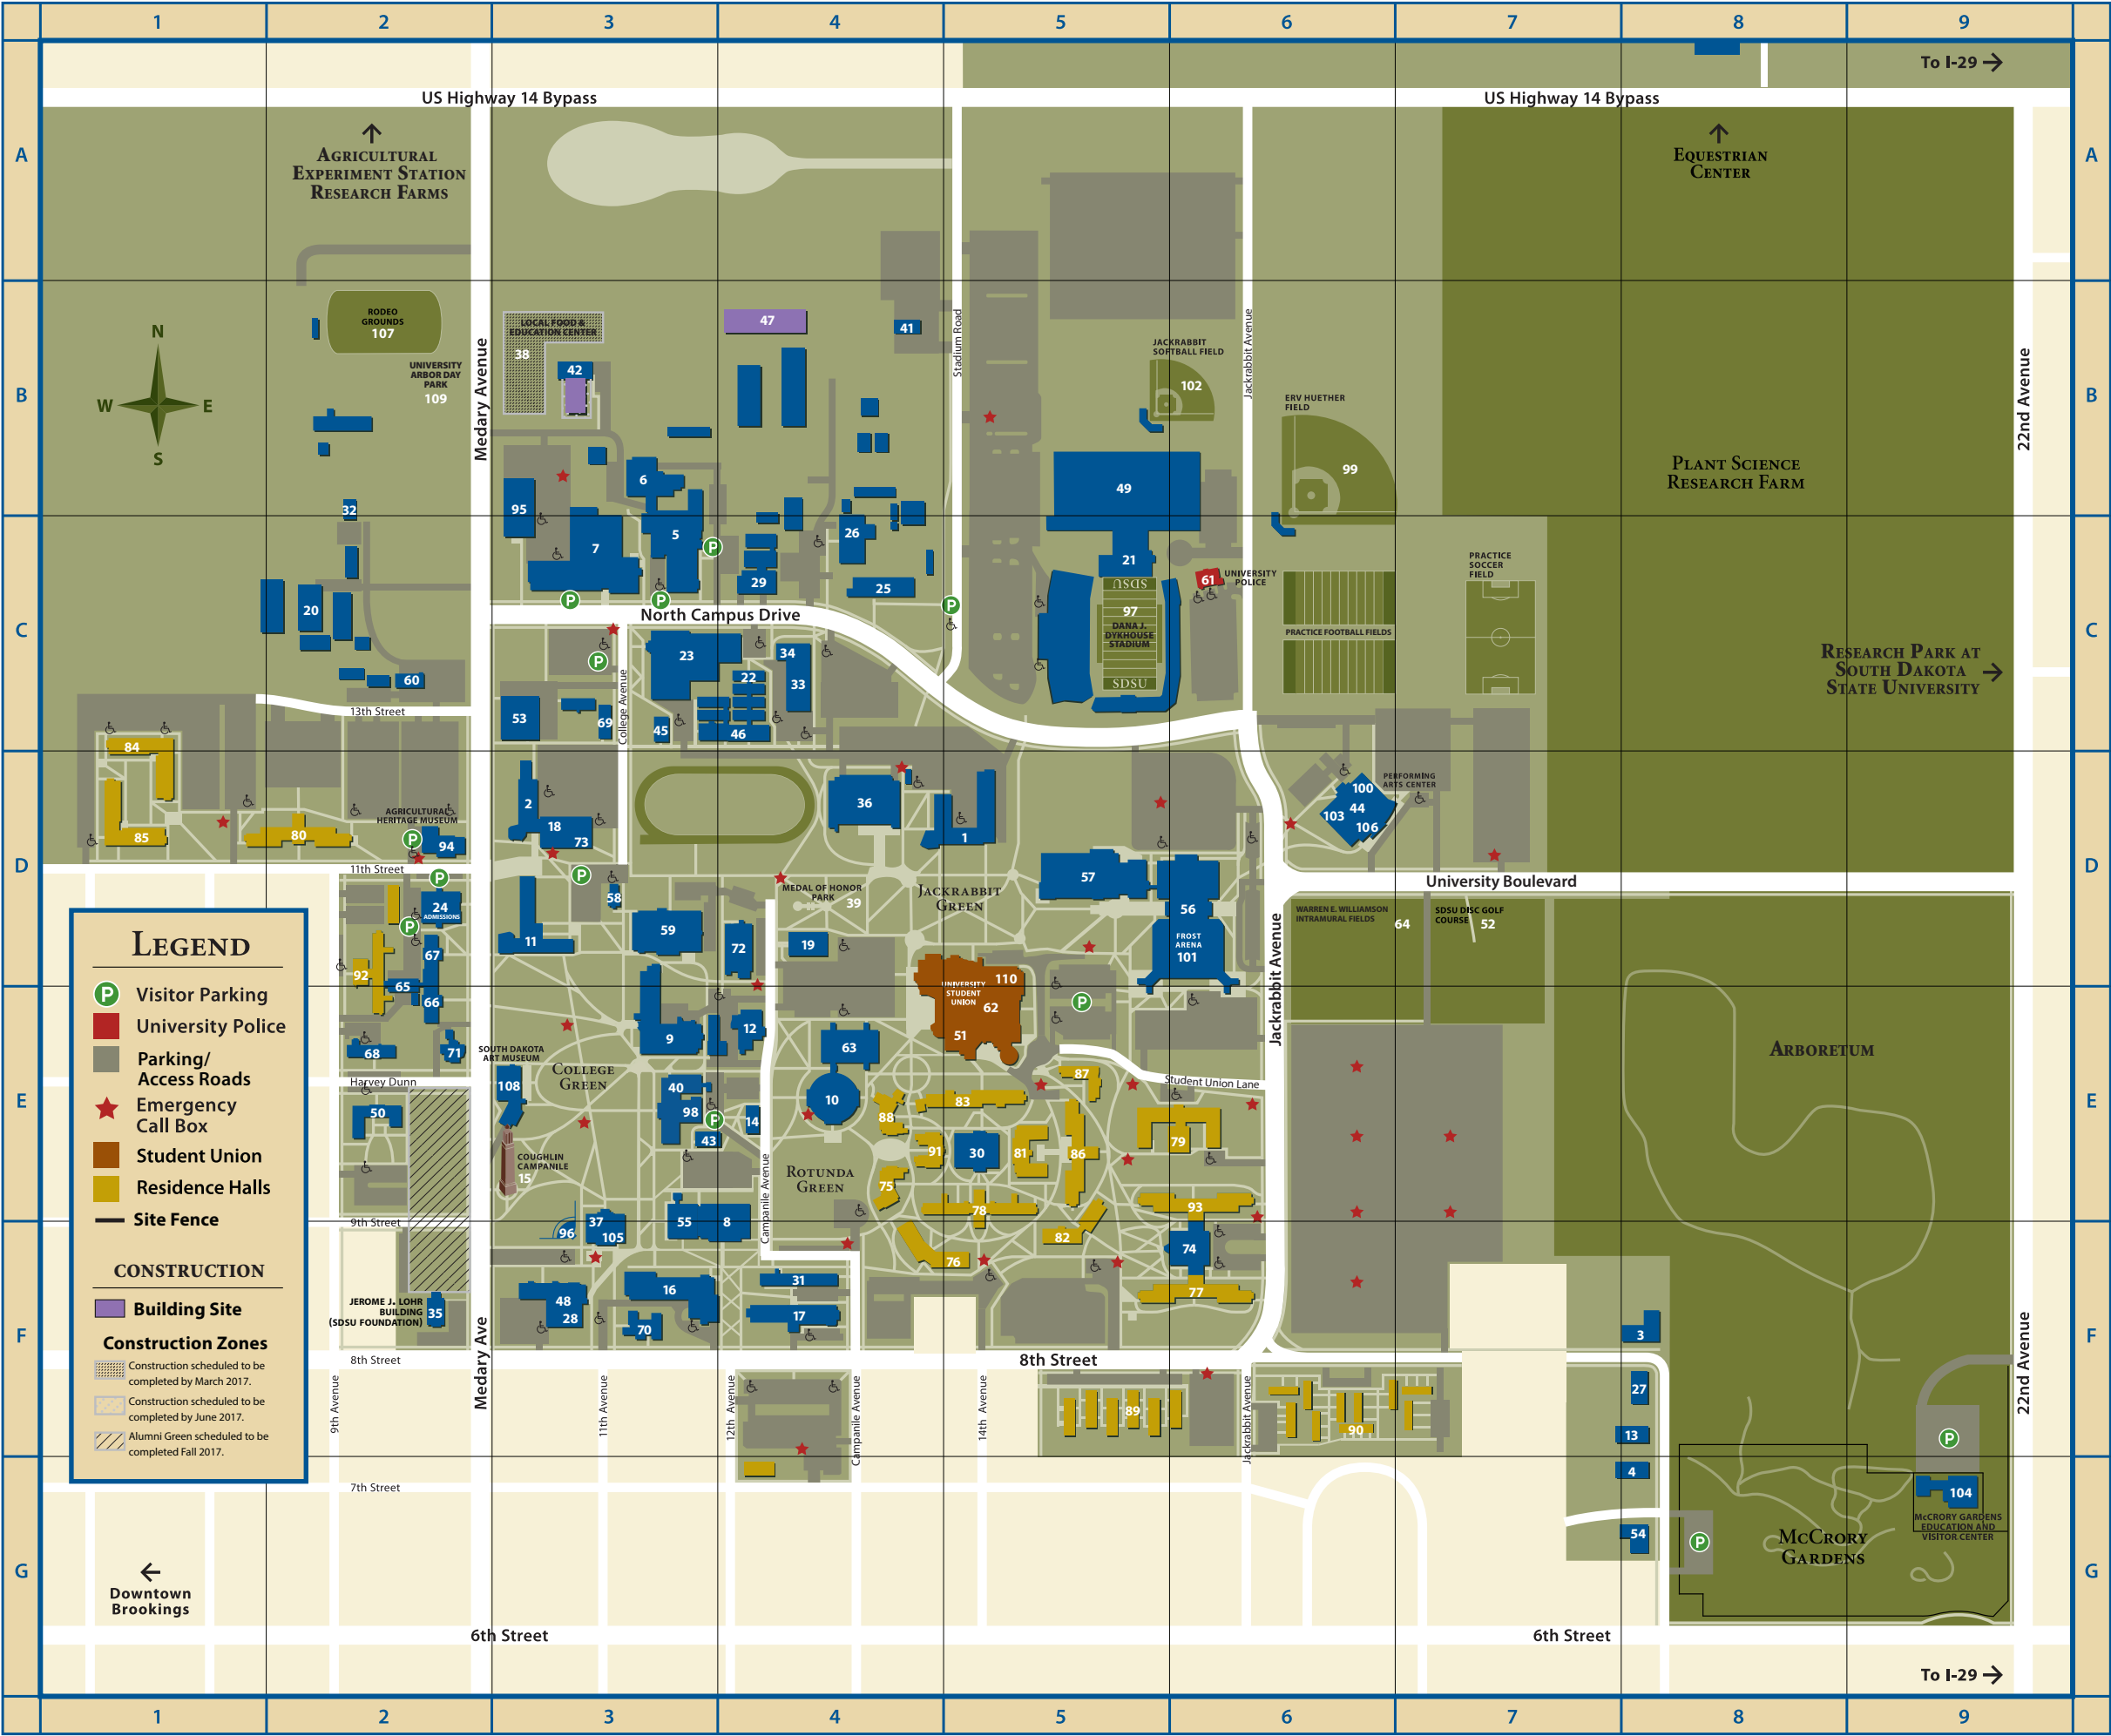 1 2 3 4 5 6 7 8 9
A
To I-29
A
US Highway 14 Bypass
US Highway 14 Bypass
Agricultural
Experiment Station
Research Farms
Equestrian
Center
B
B
N
W E
S
Rodeo
Grounds
107
University
Arbor Day
Park
109
Medary Avenue
Local Food &
Education Center
38
42
47
41
Stadium Road
Jackrabbit
Softball Field
102
Jackrabbit Avenue
Erv Huether
Field
99
Plant Science
Research Farm
22nd Avenue
6
49
95
32
C
C
7
5
26
29
25
20
21
61
University
Police
SDSU
97
Dana J.
Dykhouse
Stadium
SDSU
Practice Football Fields
Practice
Soccer
Field
Research Park at
South Dakota
State University
North Campus Drive
23
34
33
22
60
53
69
45
46
College Avenue
13th Street
84
D
D
85
80
Agricultural
Heritage Museum
94
2
18
73
36
1
Performing
Arts Center
100
44
103
106
11th Street
University Boulevard
24
Admissions
58
Medal of Honor
Park 39
Jackrabbit
Green
57
56
Frost
Arena
101
Warren E. Williamson
Intramural Fields 64
SDSU Disc Golf
Course 52
11
59
72
19
67
92
65
66
110
University
Student
Union
62
51
Jackrabbit Avenue
E
E
68
71
South Dakota
Art Museum
108
College
Green
9
12
63
Arboretum
Harvey Dunn
Student Union Lane
87
50
40
98
14
43
10
83
88
91
30
81
86
79
Coughlin
Campanile
15
Rotunda
Green
75
78
93
Campanile Avenue
9th Street
96
37
105
55
8
F
F
82
74
76
77
31
16
17
48
28
70
Jerome J. Lohr
Building
(SDSU Foundation)
35
Medary Ave
8th Street
8th Street
3
27
13
9th Avenue
11th Avenue
12th Avenue
Campanile Avenue
14th Avenue
Jackrabbit Avenue
89
90
22nd Avenue
G
G
4
54
104
McCrory Gardens
Education and
Visitor Center
McCrory
Gardens
7th Street
Downtown
Brookings
6th Street
6th Street
To I-29
Legend
P Visitor Parking
University Police
Parking/
Access Roads
Emergency
Call Box
Student Union
Residence Halls
Site Fence
Construction
Building Site
Construction Zones
Construction scheduled to be
completed by March 2017.
Construction scheduled to be
completed by June 2017.
Alumni Green scheduled to be
completed Fall 2017.
1 2 3 4 5 6 7 8 9